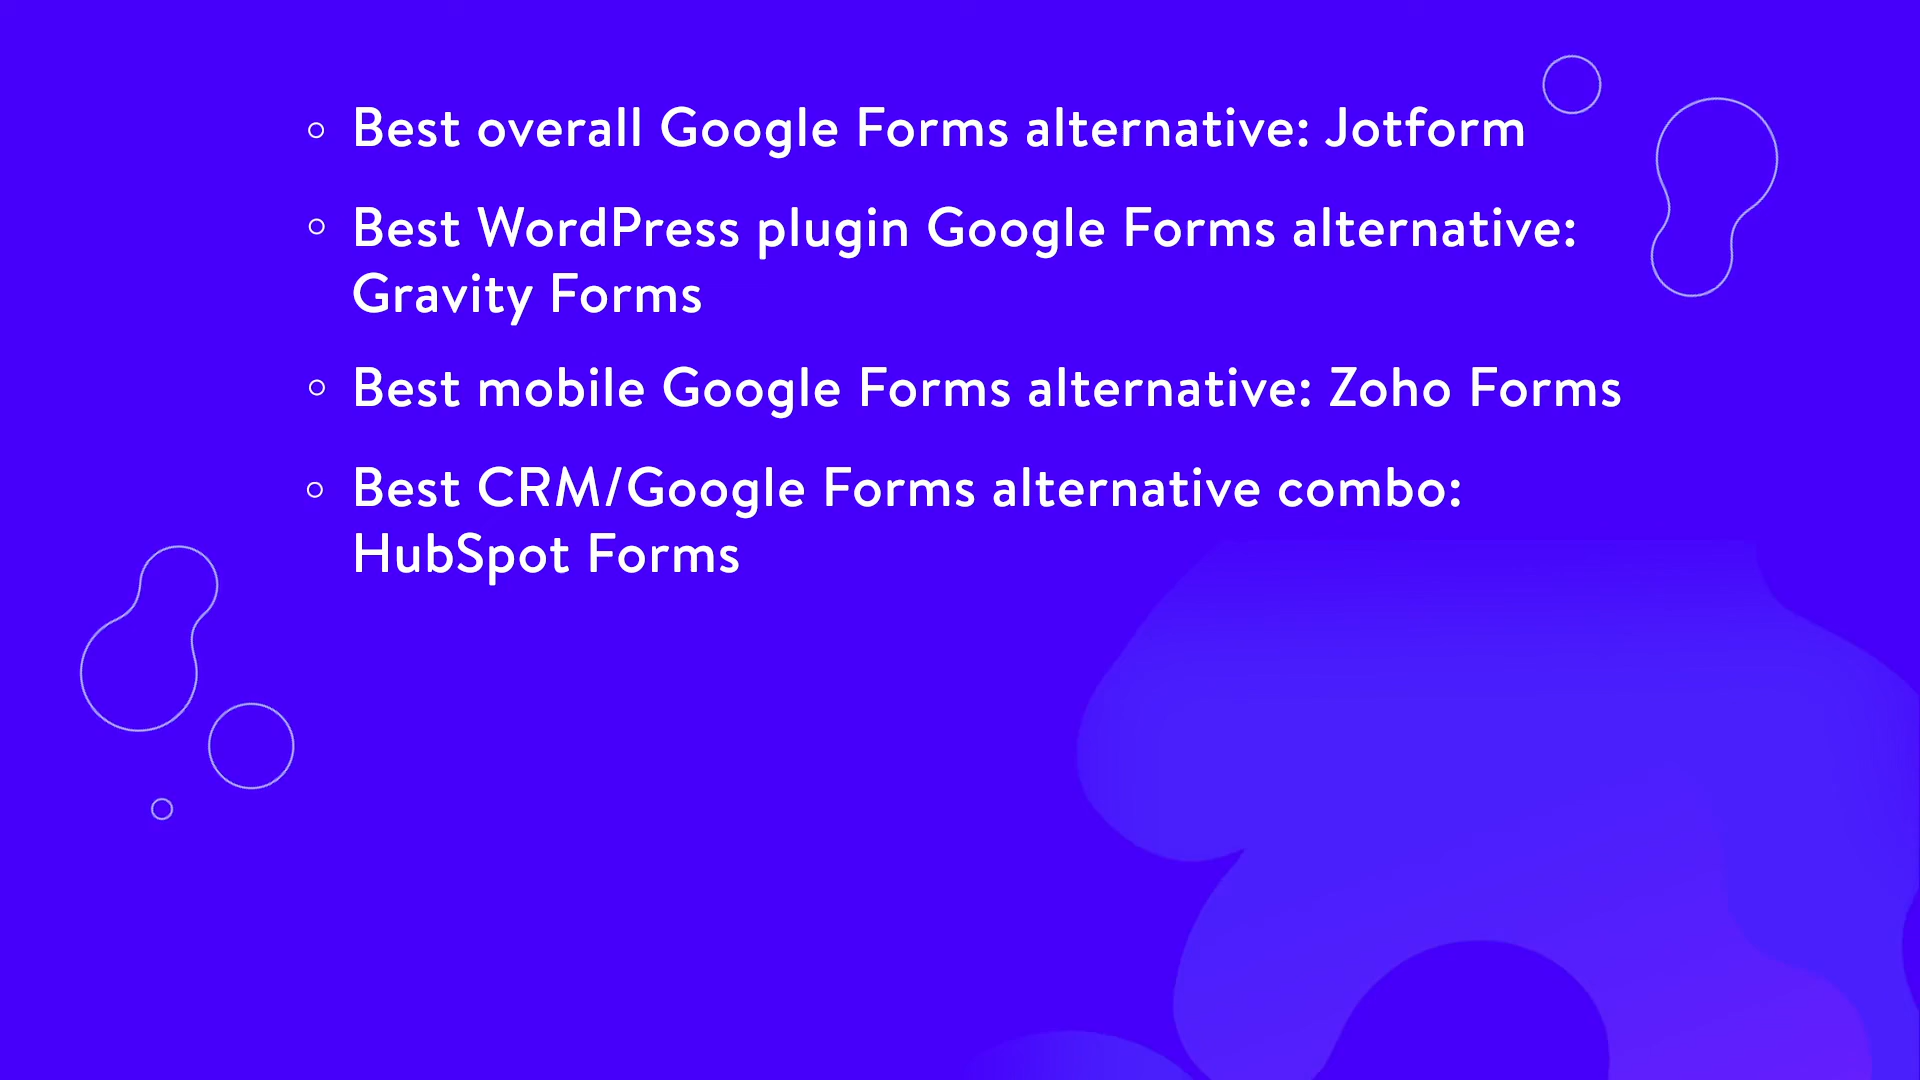 Best overall Google Forms alternative: Jotform
Best WordPress plugin Google Forms alternative:
Gravity Forms
Best mobile Google Forms alternative: Zoho Forms
Best CRM/Google Forms alternative combo:
HubSpot Forms